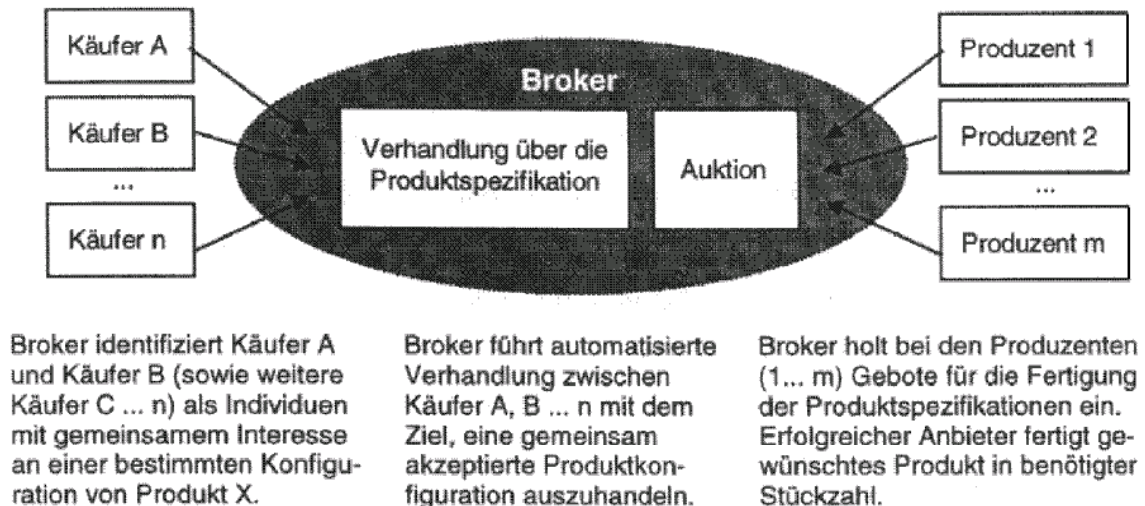 Käufer A
Käufer B
...
Käufer n
Broker
Verhandlung über die
Produktspezifikation
Auktion
Produzent 1
Produzent 2
...
Produzent m
Broker identifiziert Käufer A
und Käufer B (sowie weitere
Käufer C ... n) als Individuen
mit gemeinsamem Interesse
an einer bestimmten Konfigu-
ration von Produkt X.
Broker führt automatisierte
Verhandlung zwischen
Käufer A, B ... n mit dem
Ziel, eine gemeinsam
akzeptierte Produktkon-
figuration auszuhandeln.
Broker holt bei den Produzenten
(1... m) Gebote für die Fertigung
der Produktspezifikationen ein.
Erfolgreicher Anbieter fertigt ge-
wünschtes Produkt in benötigter
Stückzahl.